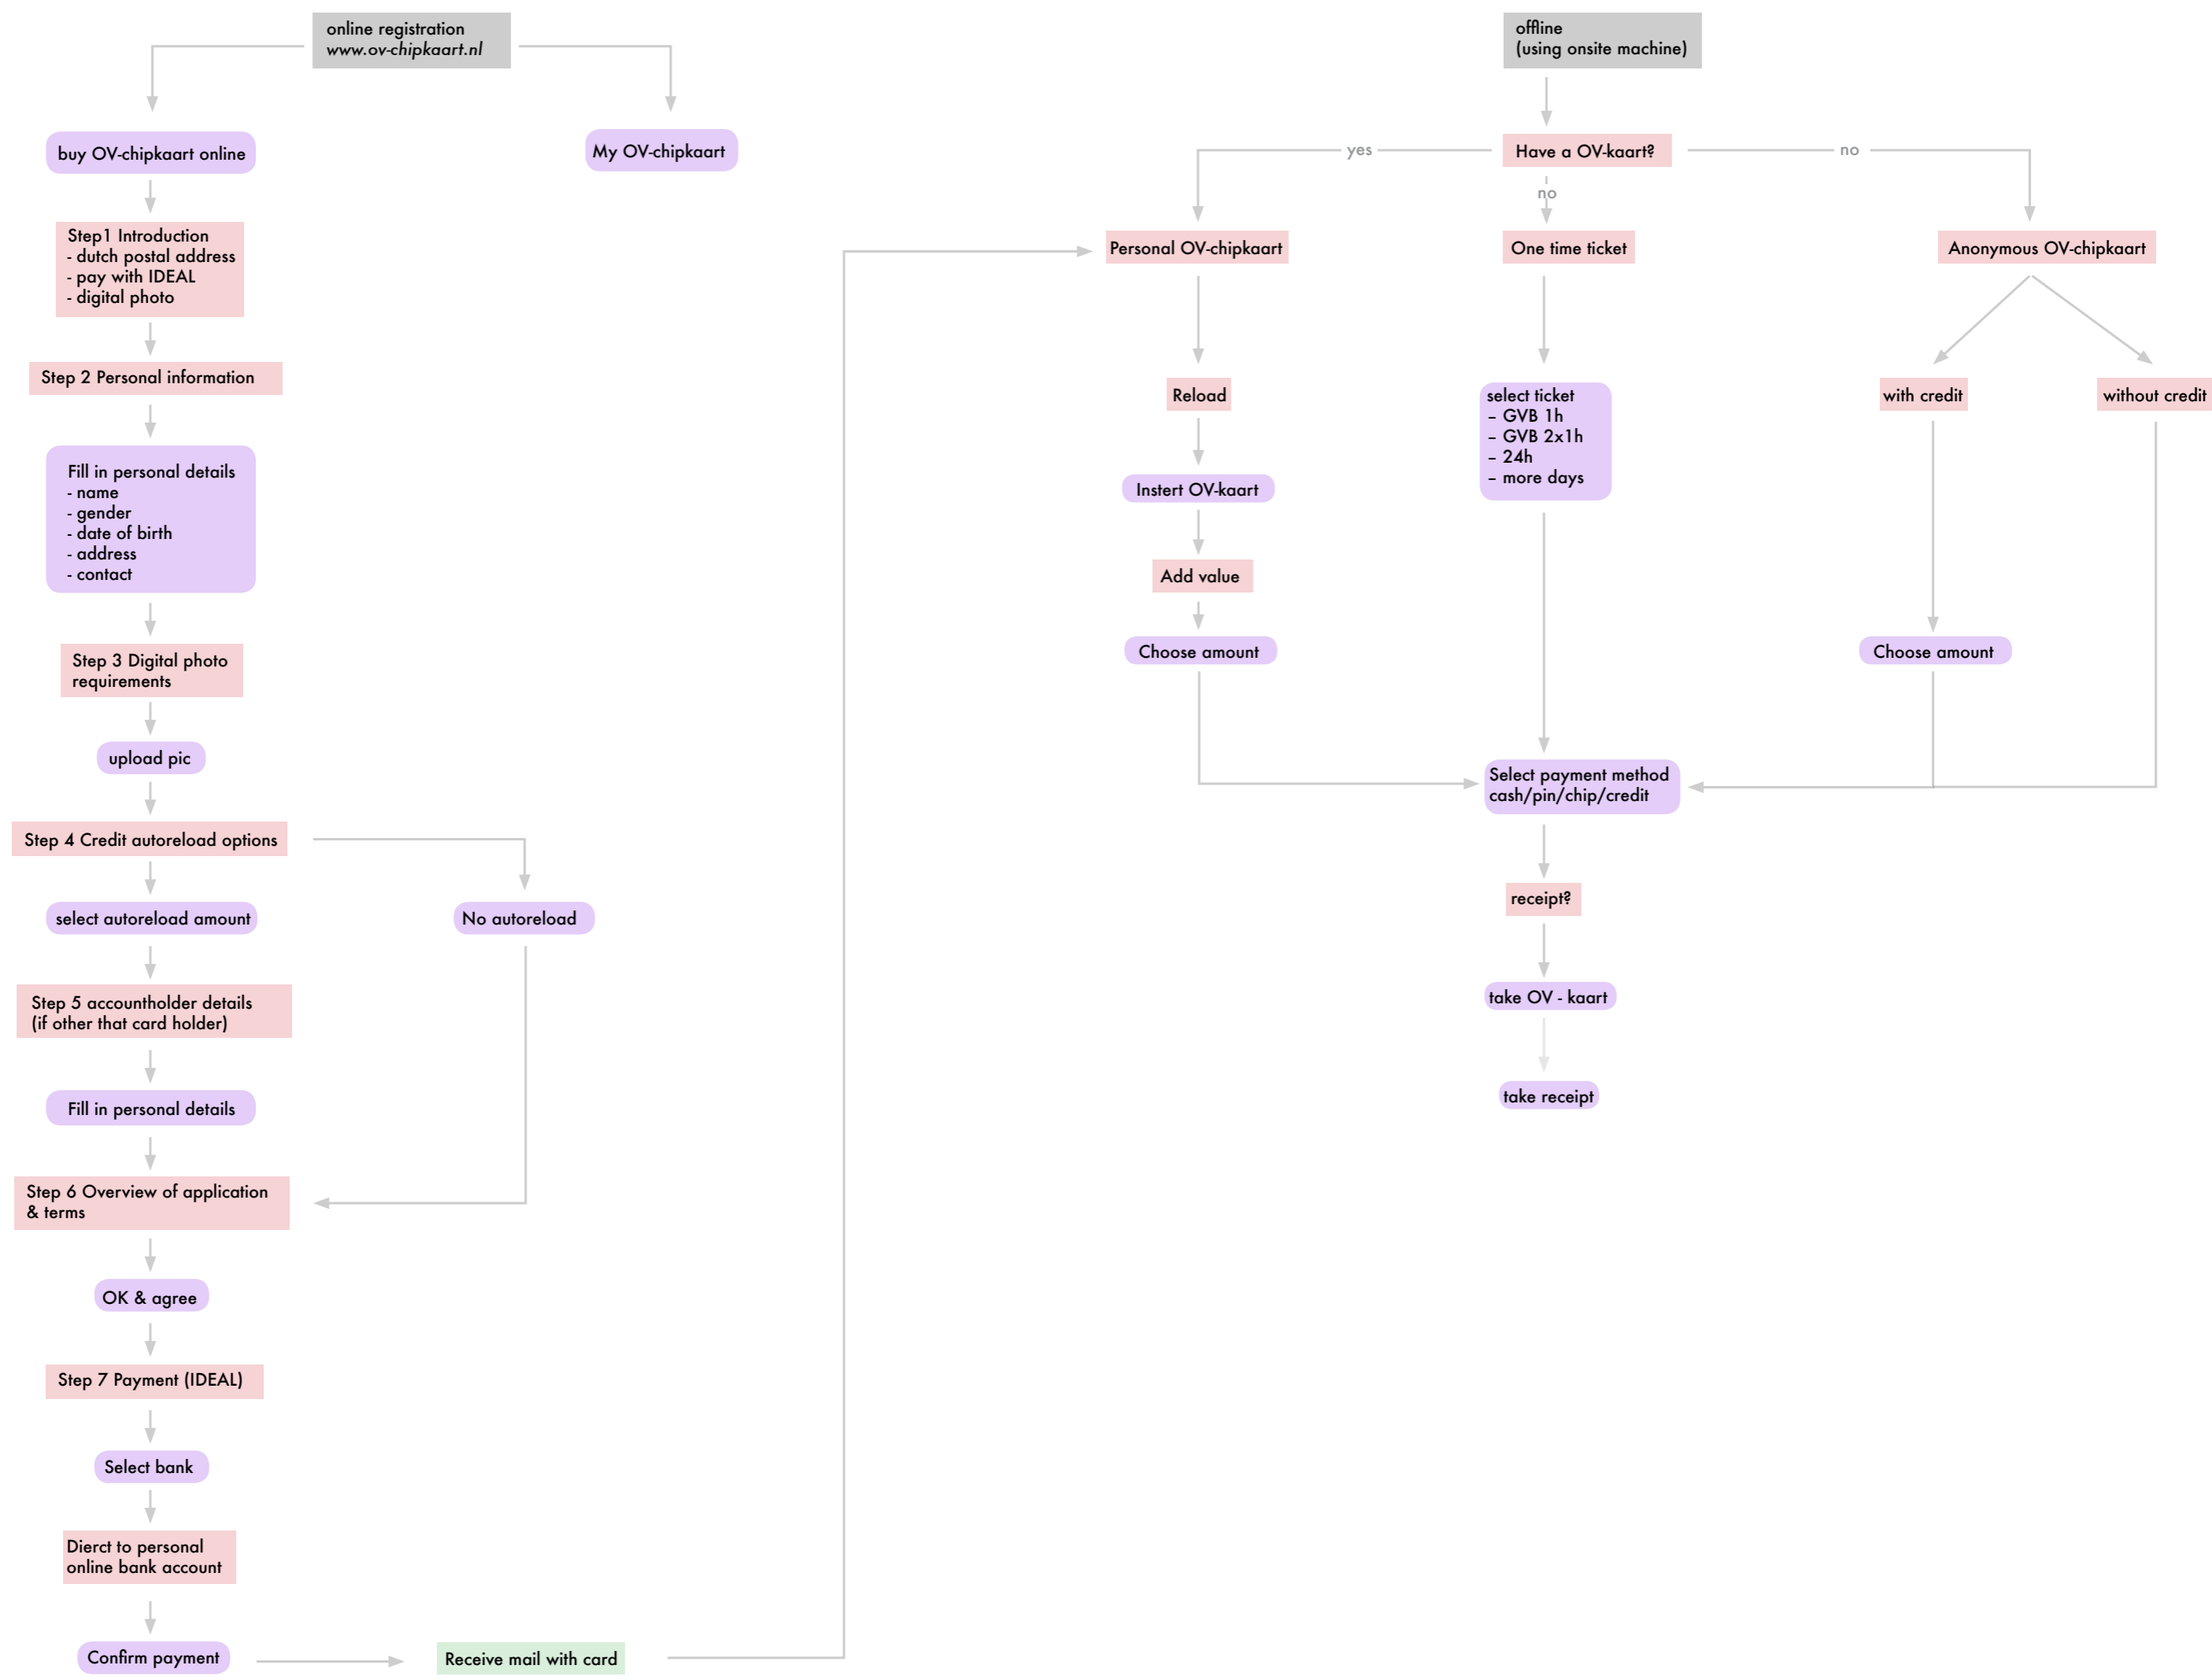 online registration
www.ov-chipkaart.nl
buy OV-chipkaart online
My OV-chipkaart
Step1 Introduction
- dutch postal address
- pay with IDEAL
- digital photo
Step 2 Personal information
Fill in personal details
- name
- gender
- date of birth
- address
- contact
Step 3 Digital photo
requirements
upload pic
Step 4 Credit autoreload options
select autoreload amount
No autoreload
Step 5 accountholder details
(if other that card holder)
Fill in personal details
Step 6 Overview of application
& terms
OK & agree
Step 7 Payment (IDEAL)
Select bank
Dierct to personal
online bank account
Confirm payment
Receive mail with card
offline
(using onsite machine)
Have a OV-kaart?
yes
no
no
Personal OV-chipkaart
One time ticket
Anonymous OV-chipkaart
Reload
Instert OV-kaart
Add value
Choose amount
select ticket
– GVB 1h
– GVB 2x1h
– 24h
– more days
with credit
without credit
Choose amount
Select payment method
cash/pin/chip/credit
receipt?
take OV - kaart
take receipt